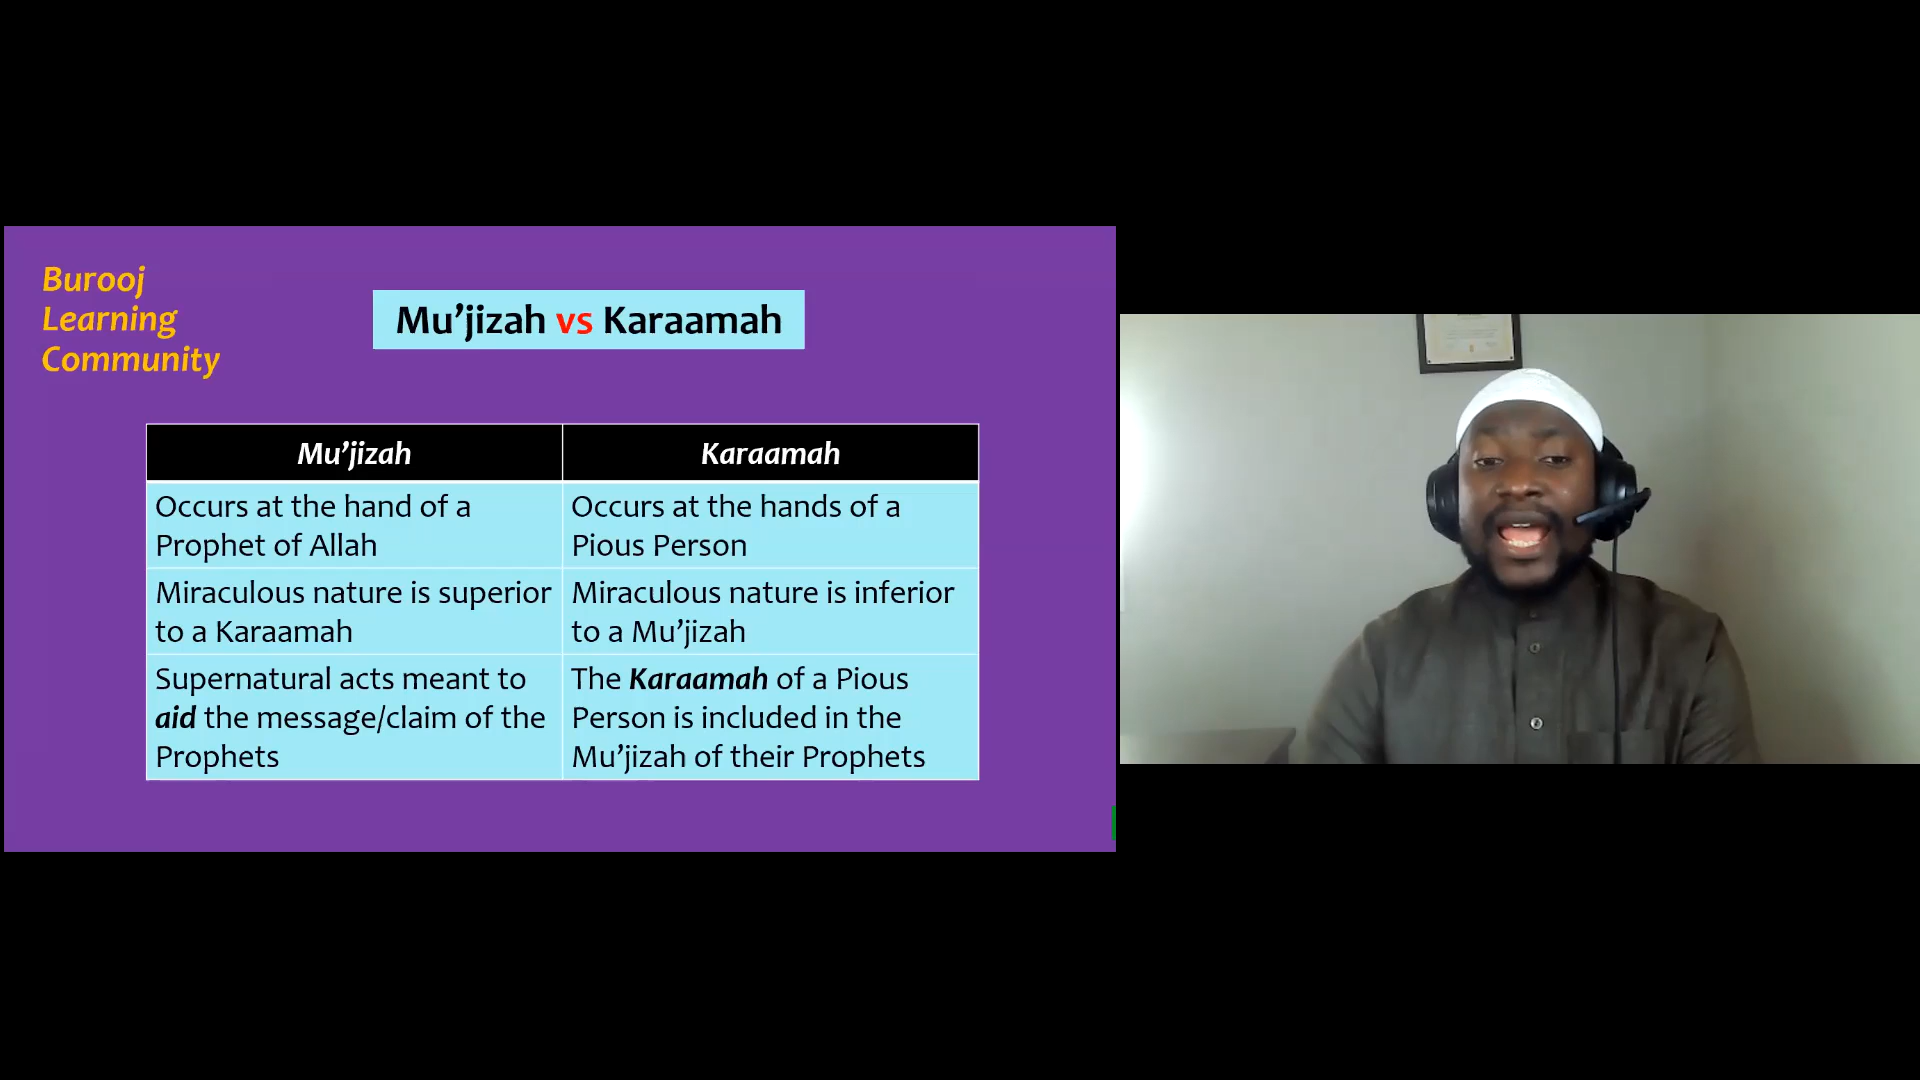 Burooj
Learning
Community
Mu’jizah vs Karaamah
Mu’jizah
Karaamah
Occurs at the hand of a
Prophet of Allah
Occurs at the hands of a
Pious Person
Miraculous nature is superior
to a Karaamah
Miraculous nature is inferior
to a Mu’jizah
Supernatural acts meant to
aid the message/claim of the
Prophets
The Karaamah of a Pious
Person is included in the
Mu’jizah of their Prophets